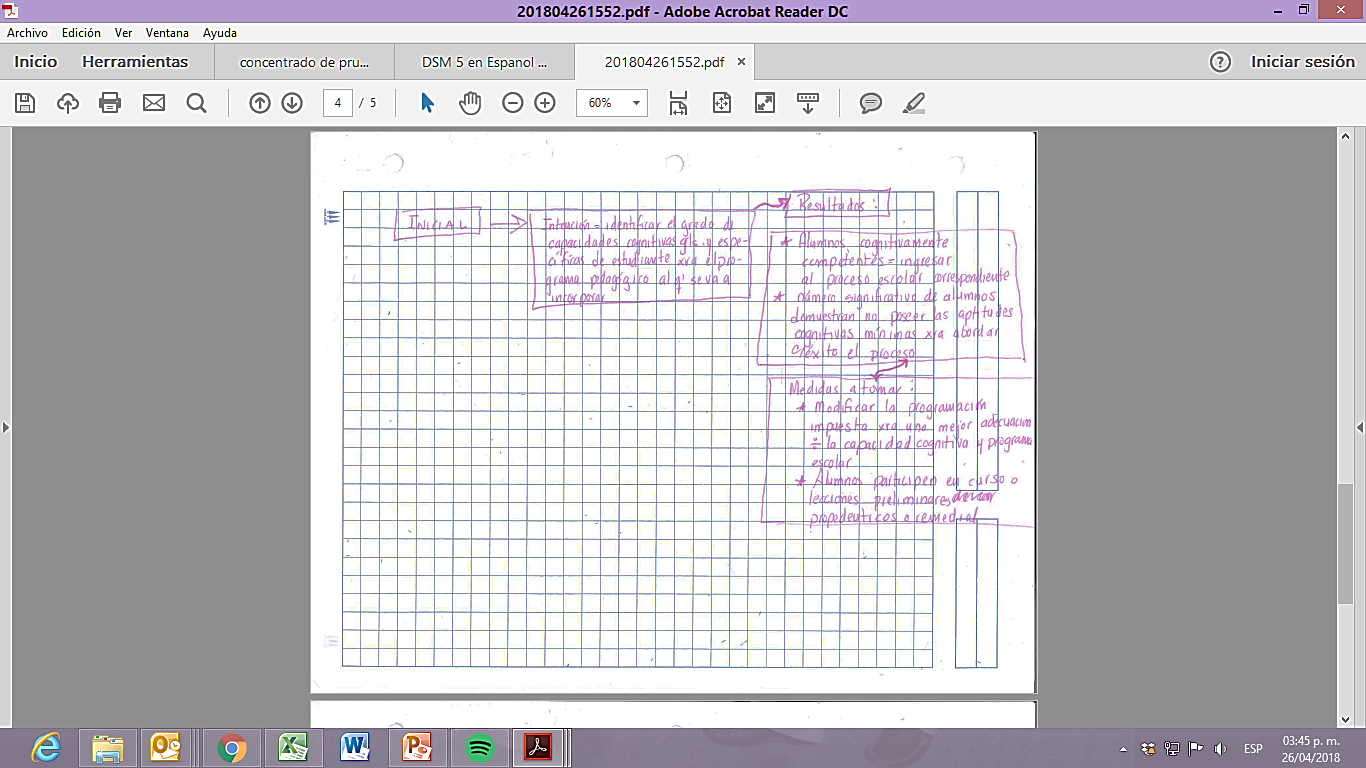 201804261552.pdf - Adobe Acrobat Reader DC
Archivo Edición Ver Ventana Ayuda
Inicio Herramientas concentrado de pru... DSM 5 en Espanol ... 201804261552.pdf × Iniciar sesión
4 / 5 60%
INICIAL
Intención = identificar el grado de
capacidades cognitivas gls. y espe-
cíficas de estudiante xra el pro-
grama pedagógico al q' se va a
incorporar
Resultados:
* Alumnos cognitivamente
competentes = ingresar
al proceso escolar correspondiente
* número significativo de alumnos
demuestran no poseer las aptitudes
cognitivas mínimas xra abordar
c/éxito el proceso
Medidas a tomar:
* Modificar la programación
impuesta xra una mejor adecuación
÷ la capacidad cognitiva y programa
escolar
* Alumnos participen en curso o
lecciones preliminares
propedeuticos o remedial
ESP
03:45 p. m.
26/04/2018